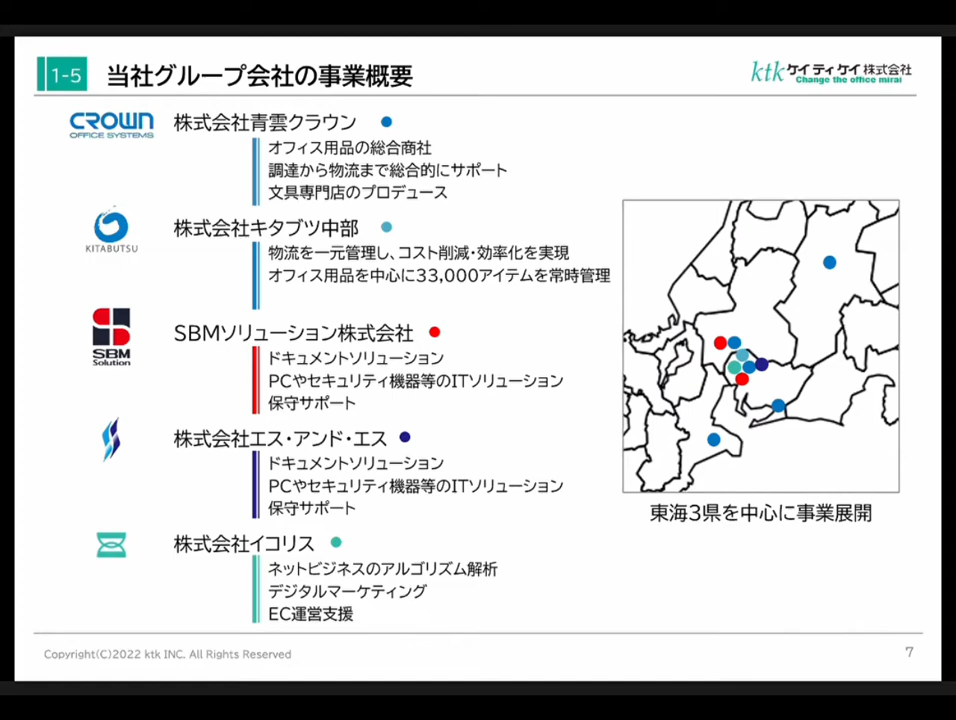 1-5 当社グループ会社の事業概要
ktk ケイティケイ株式会社
Change the office mirai
CROWN
OFFICE SYSTEMS
株式会社青雲クラウン
オフィス用品の総合商社
調達から物流まで総合的にサポート
文具専門店のプロデュース
KITABUTSU
株式会社キタブツ中部
物流を一元管理し、コスト削減・効率化を実現
オフィス用品を中心に33,000アイテムを常時管理
SBM
Solution
SBMソリューション株式会社
ドキュメントソリューション
PCやセキュリティ機器等のITソリューション
保守サポート
株式会社エス・アンド・エス
ドキュメントソリューション
PCやセキュリティ機器等のITソリューション
保守サポート
株式会社イコリス
ネットビジネスのアルゴリズム解析
デジタルマーケティング
EC運営支援
東海3県を中心に事業展開
Copyright(C)2022 ktk INC. All Rights Reserved
7